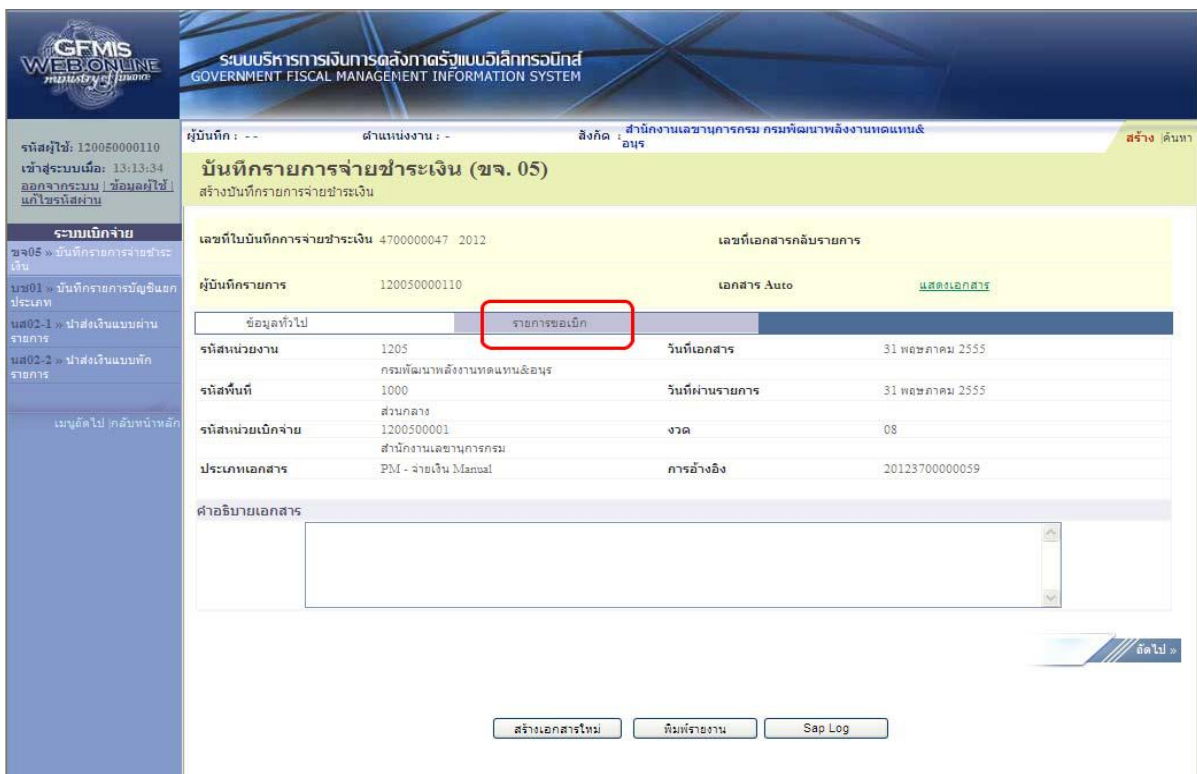 GFMIS
WEB ONLINE
ministry of finance
ระบบบริหารการเงินการคลังภาครัฐแบบอิเล็กทรอนิกส์
GOVERNMENT FISCAL MANAGEMENT INFORMATION SYSTEM
รหัสผู้ใช้: 120050000110
เข้าสู่ระบบเมื่อ: 13:13:34
ออกจากระบบ | ข้อมูลผู้ใช้ |
แก้ไขรหัสผ่าน
ระบบเบิกจ่าย
ขจ05 » บันทึกรายการจ่ายชำระ
เงิน
บช01 » บันทึกรายการบัญชีแยก
ประเภท
นส02-1 » นำส่งเงินแบบผ่าน
รายการ
นส02-2 » นำส่งเงินแบบพัก
รายการ
เมนูถัดไป |กลับหน้าหลัก
ผู้บันทึก : - - ตำแหน่งงาน : - สังกัด : สำนักงานเลขานุการกรม กรมพัฒนาพลังงานทดแทน&
อนุร
สร้าง |ค้นหา
บันทึกรายการจ่ายชำระเงิน (ขจ. 05)
สร้างบันทึกรายการจ่ายชำระเงิน
เลขที่ใบบันทึกการจ่ายชำระเงิน 4700000047 2012 เลขที่เอกสารกลับรายการ
ผู้บันทึกรายการ 120050000110 เอกสาร Auto แสดงเอกสาร
ข้อมูลทั่วไป รายการขอเบิก
รหัสหน่วยงาน 1205 วันที่เอกสาร 31 พฤษภาคม 2555
กรมพัฒนาพลังงานทดแทน&อนุร
รหัสพื้นที่ 1000 วันที่ผ่านรายการ 31 พฤษภาคม 2555
ส่วนกลาง
รหัสหน่วยเบิกจ่าย 1200500001 งวด 08
สำนักงานเลขานุการกรม
ประเภทเอกสาร PM - จ่ายเงิน Manual การอ้างอิง 20123700000059
คำอธิบายเอกสาร
ถัดไป »
สร้างเอกสารใหม่ พิมพ์รายงาน Sap Log